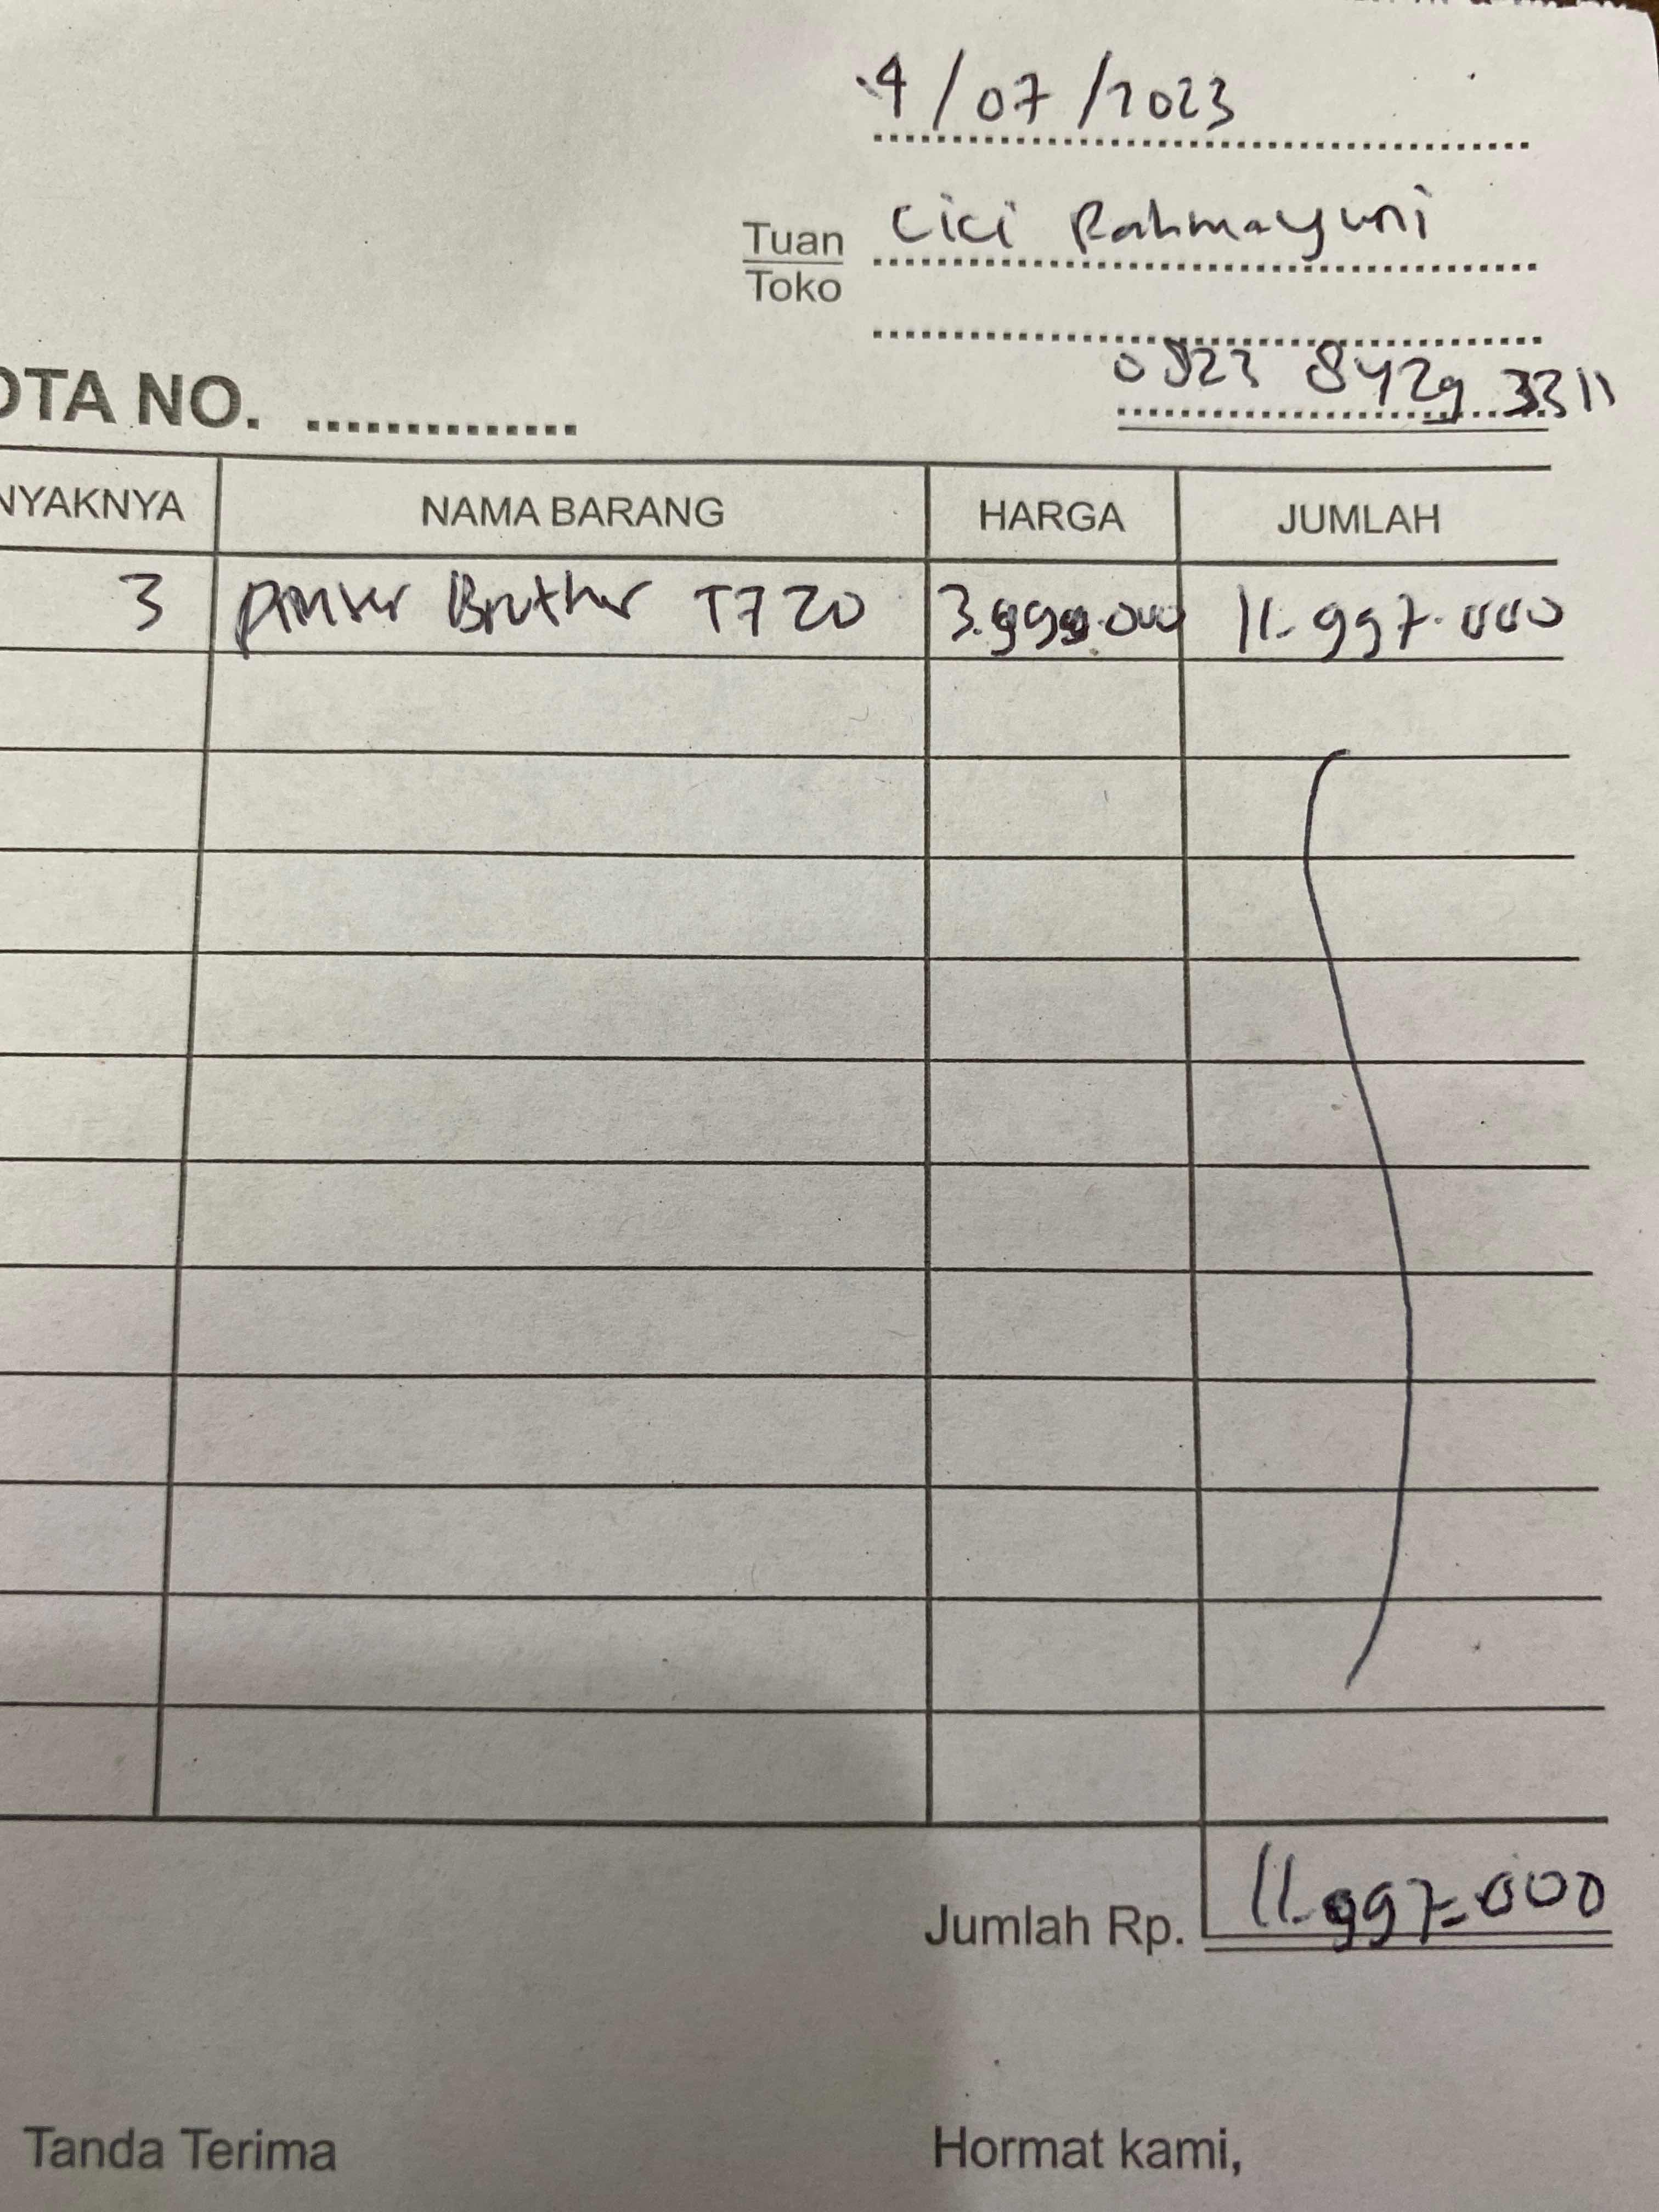 4/07/2023
Tuan Cici Rahmayuni
Toko
0823 8429 3311
OTA NO. ..............
NYAKNYA NAMA BARANG HARGA JUMLAH
3 Printer Brother T720 3.999.000 11.997.000
Jumlah Rp. 11.997.000
Tanda Terima Hormat kami,